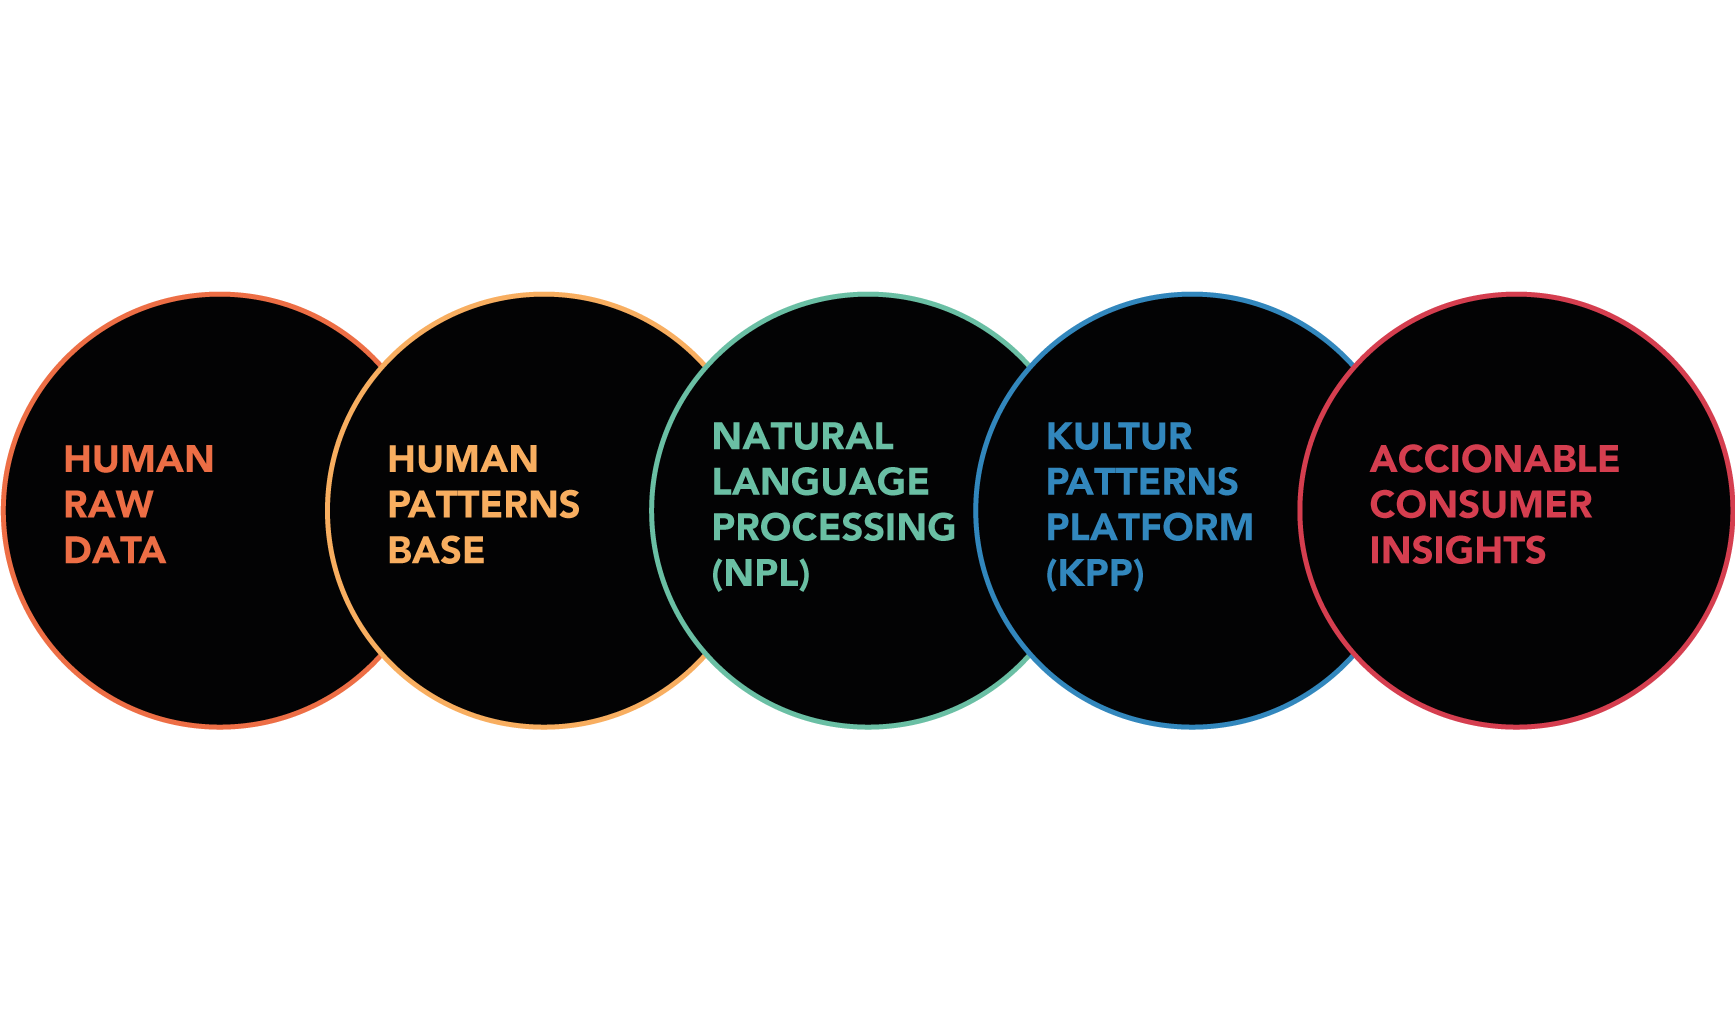 HUMAN
RAW
DATA
HUMAN
PATTERNS
BASE
NATURAL
LANGUAGE
PROCESSING
(NPL)
KULTUR
PATTERNS
PLATFORM
(KPP)
ACCIONABLE
CONSUMER
INSIGHTS